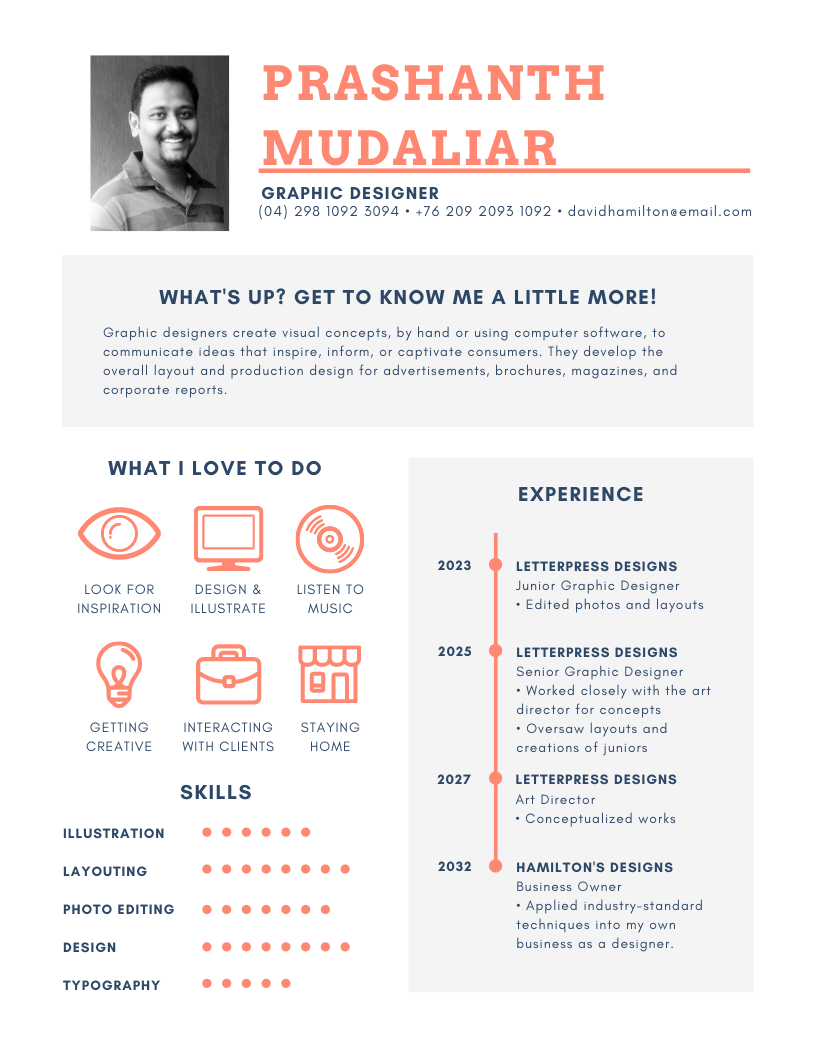 PRASHANTH
MUDALIAR
GRAPHIC DESIGNER
(04) 298 1092 3094 • +76 209 2093 1092 • davidhamilton@email.com
WHAT'S UP? GET TO KNOW ME A LITTLE MORE!
Graphic designers create visual concepts, by hand or using computer software, to
communicate ideas that inspire, inform, or captivate consumers. They develop the
overall layout and production design for advertisements, brochures, magazines, and
corporate reports.
WHAT I LOVE TO DO
LOOK FOR
INSPIRATION
DESIGN &
ILLUSTRATE
LISTEN TO
MUSIC
GETTING
CREATIVE
INTERACTING
WITH CLIENTS
STAYING
HOME
SKILLS
ILLUSTRATION
LAYOUTING
PHOTO EDITING
DESIGN
TYPOGRAPHY
EXPERIENCE
2023
LETTERPRESS DESIGNS
Junior Graphic Designer
• Edited photos and layouts
2025
LETTERPRESS DESIGNS
Senior Graphic Designer
• Worked closely with the art
director for concepts
• Oversaw layouts and
creations of juniors
2027
LETTERPRESS DESIGNS
Art Director
• Conceptualized works
2032
HAMILTON'S DESIGNS
Business Owner
• Applied industry-standard
techniques into my own
business as a designer.